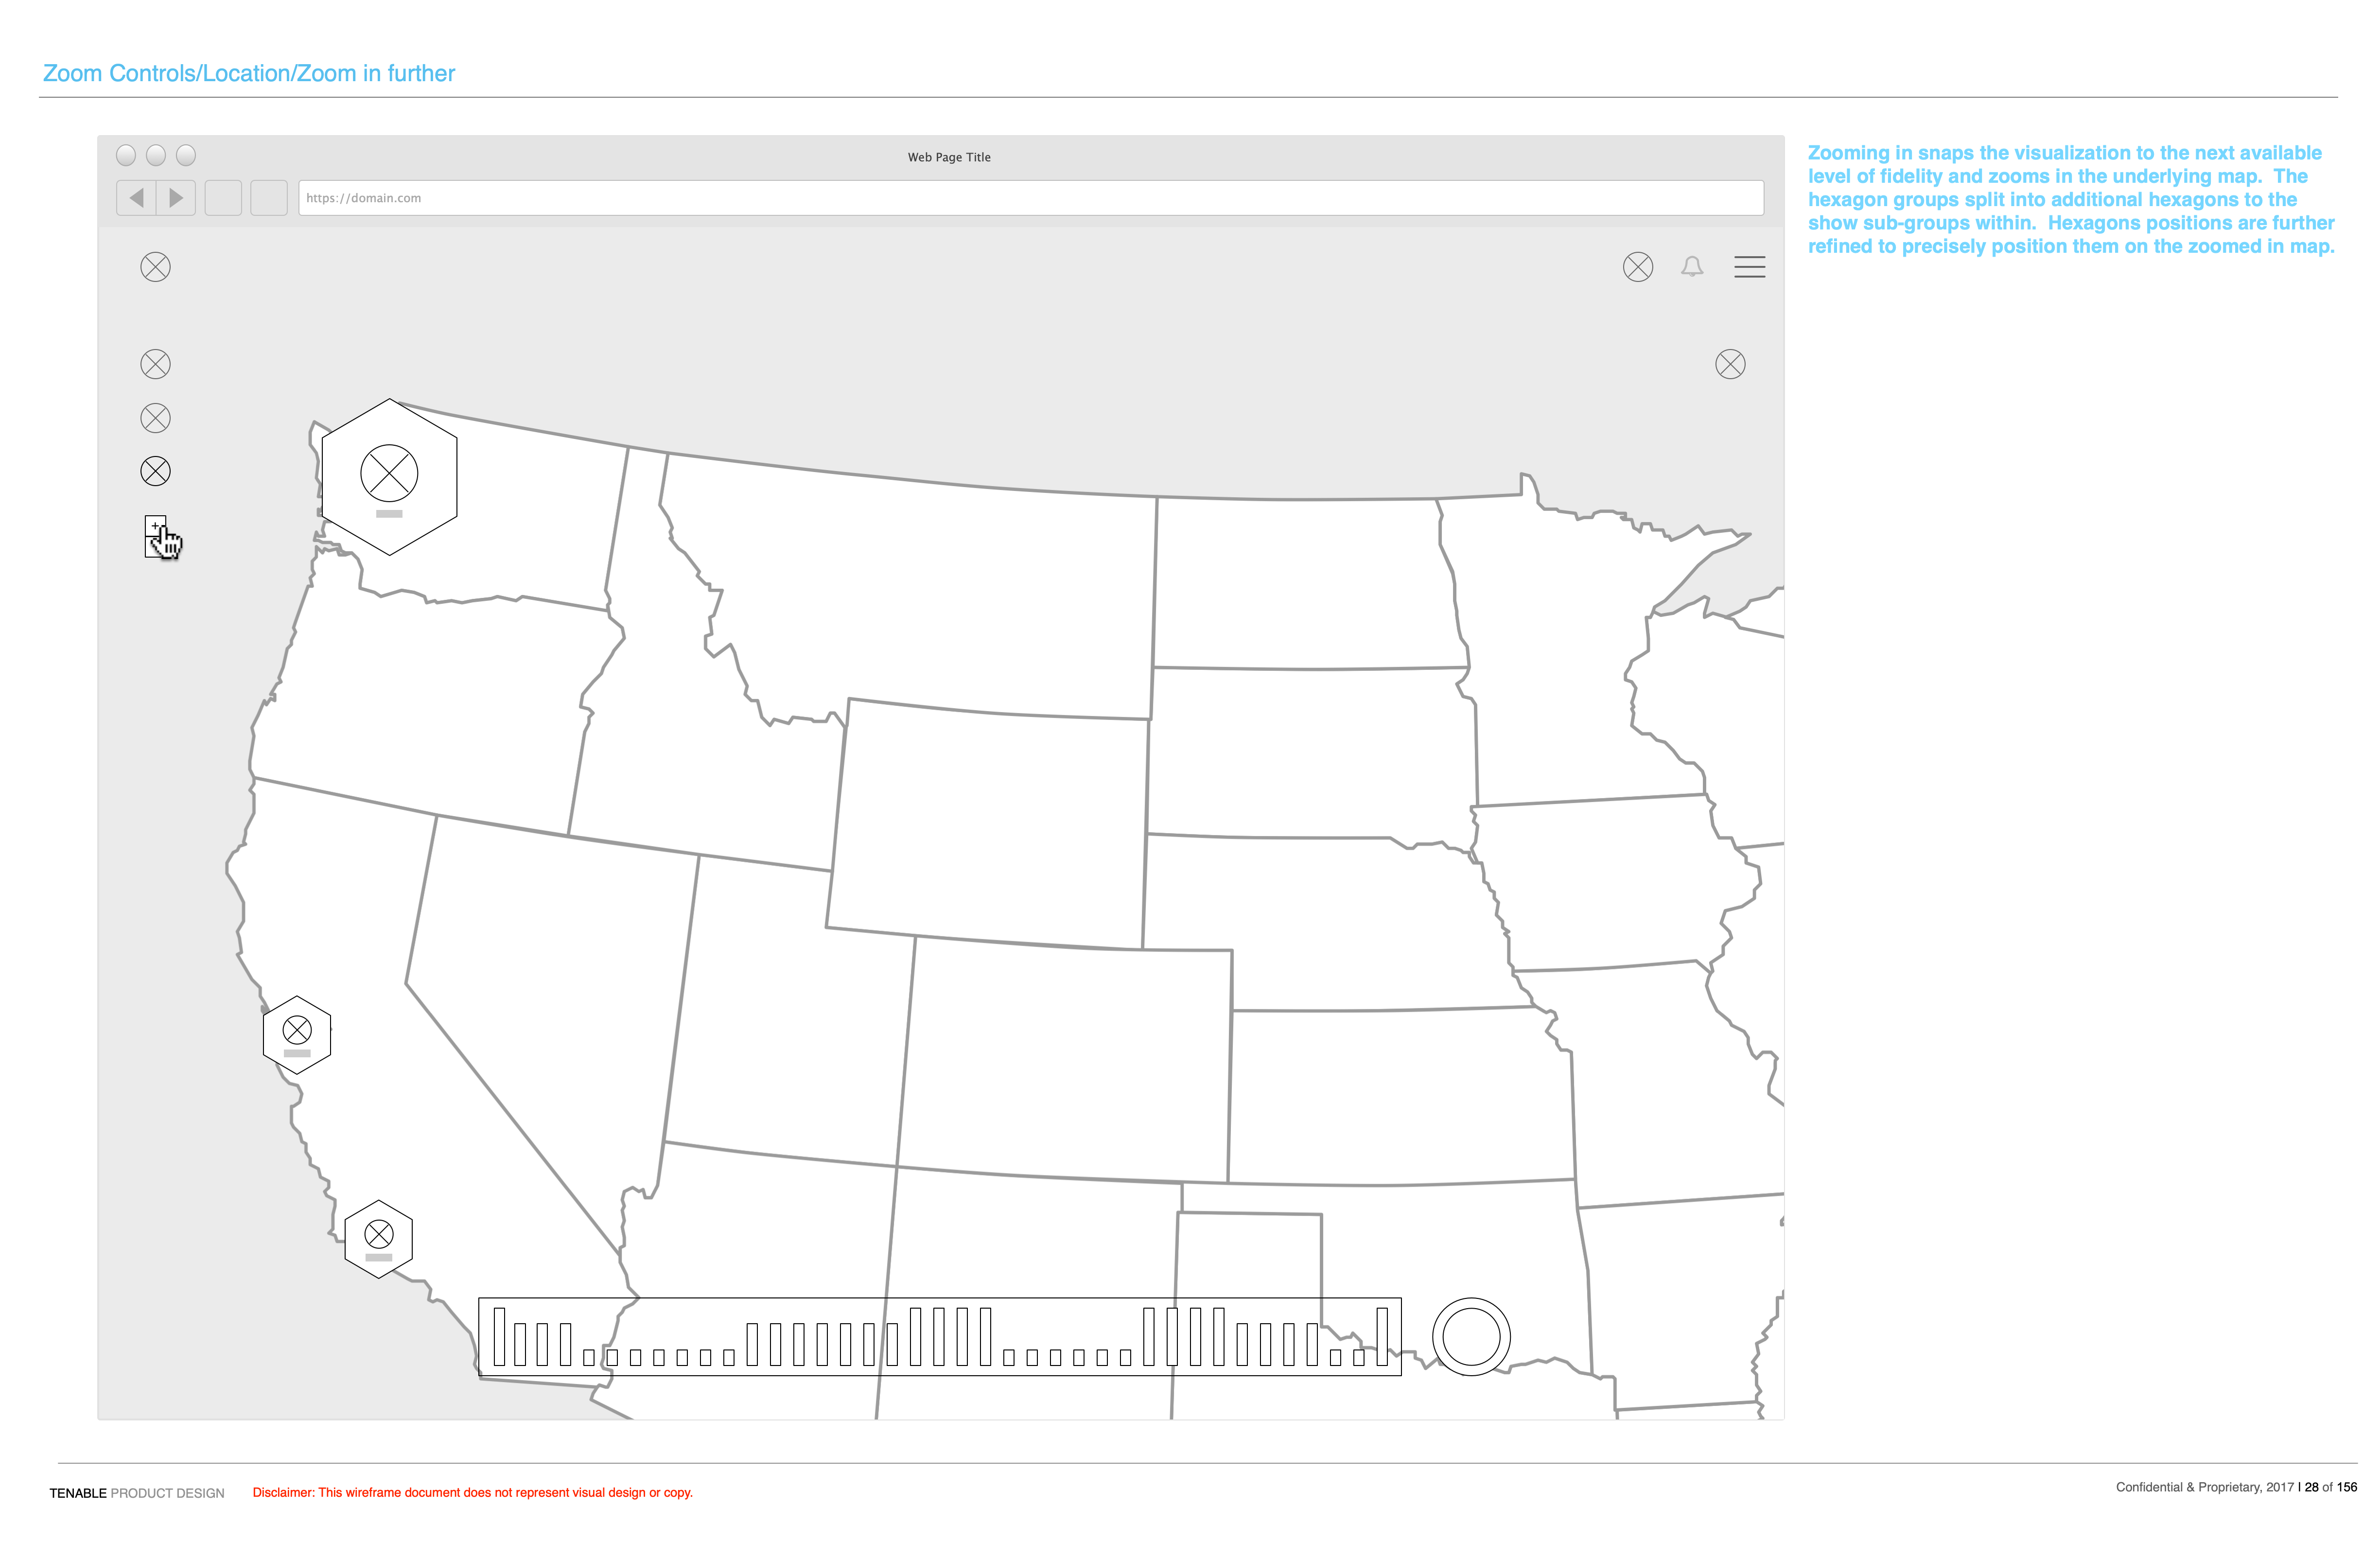 Zoom Controls/Location/Zoom in further
Web Page Title
https://domain.com
Zooming in snaps the visualization to the next available
level of fidelity and zooms in the underlying map. The
hexagon groups split into additional hexagons to the
show sub-groups within. Hexagons positions are further
refined to precisely position them on the zoomed in map.
+
TENABLE PRODUCT DESIGN
Disclaimer: This wireframe document does not represent visual design or copy.
Confidential & Proprietary, 2017 | 28 of 156